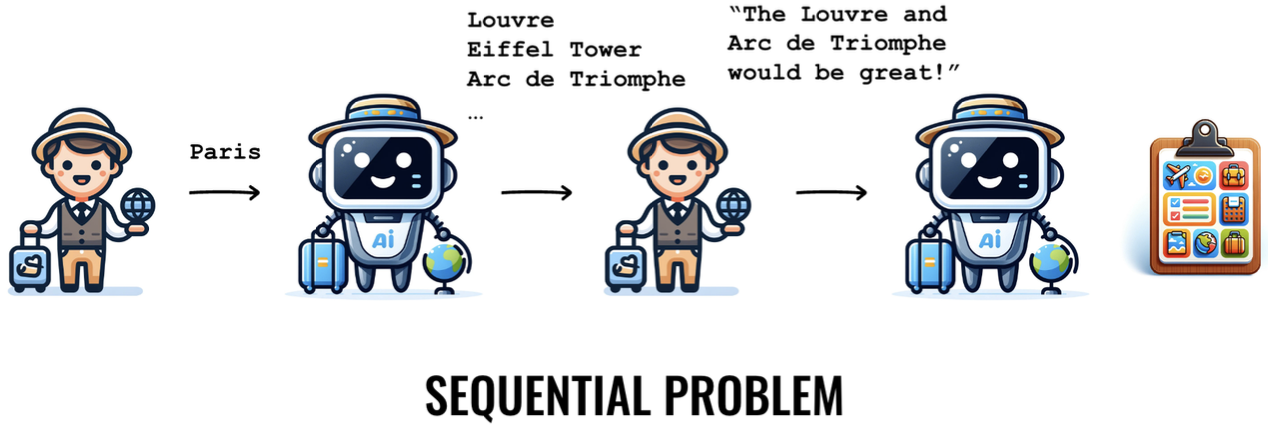 Paris
Louvre
Eiffel Tower
Arc de Triomphe
...
“The Louvre and
Arc de Triomphe
would be great!”
Ai
Ai
SEQUENTIAL PROBLEM